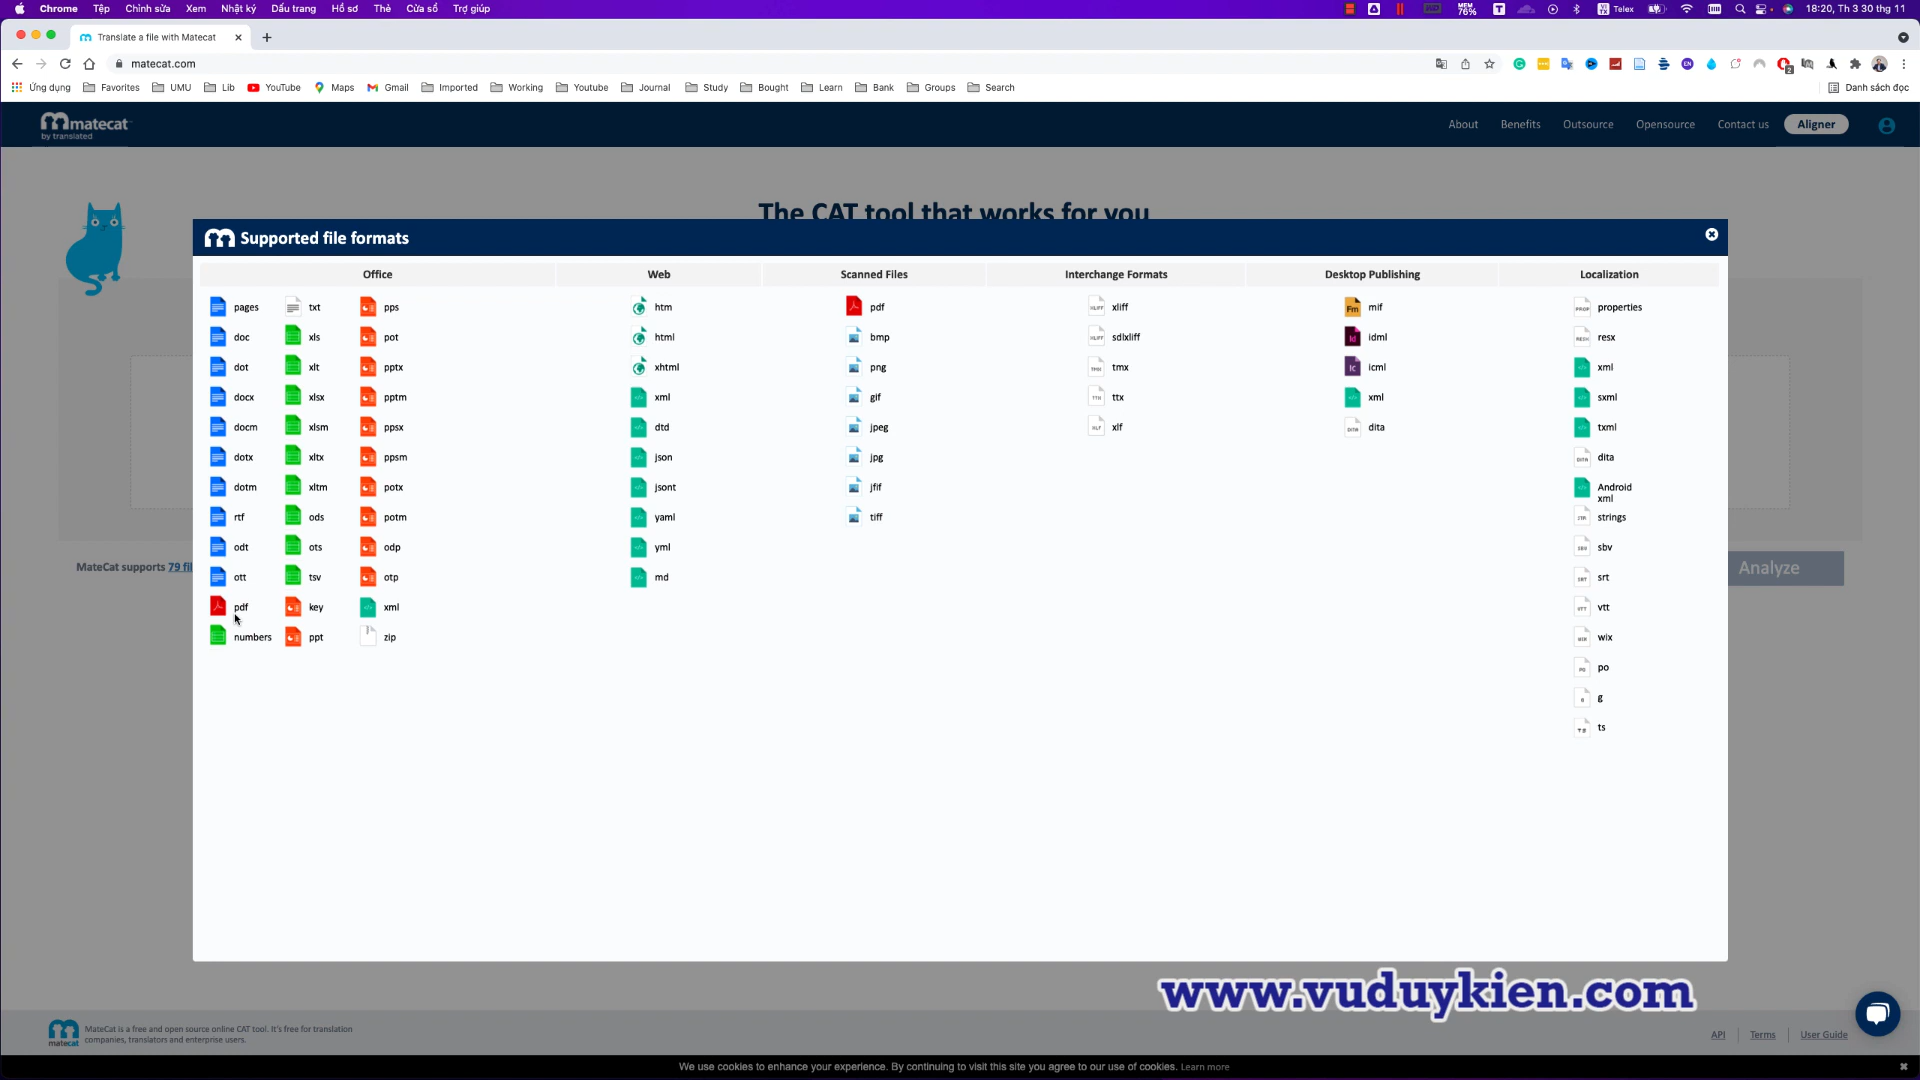 Chrome Tệp Chỉnh sửa Xem Nhật ký Dấu trang Hồ sơ Thẻ Cửa sổ Trợ giúp MEM 76% Telex 18:20, Th 3 30 thg 11
Translate a file with Matecat
matecat.com
Ứng dụng Favorites UMU Lib YouTube Maps Gmail Imported Working Youtube Journal Study Bought Learn Bank Groups Search Danh sách đọc
matecat About Benefits Outsource Opensource Contact us Aligner
by translated
The CAT tool that works for you
Supported file formats
Office Web Scanned Files Interchange Formats Desktop Publishing Localization
pages txt pps htm pdf xliff mif properties
doc xls pot html bmp sdlxliff idml resx
dot xlt pptx xhtml png tmx icml xml
docx xlsx pptm xml gif ttx xml sxml
docm xlsm ppsx dtd jpeg xlf dita txml
dotx xltx ppsm json jpg dita
dotm xltm potx jsont jfif Android
xml
rtf ods potm yaml tiff strings
odt ots odp yml sbv
MateCat supports 79 fil Analyze
ott tsv otp md srt
pdf key xml vtt
numbers ppt zip wix
po
g
ts
www.vuduykien.com
matecat MateCat is a free and open source online CAT tool. It's free for translation
companies, translators and enterprise users.
API Terms User Guide
We use cookies to enhance your experience. By continuing to visit this site you agree to our use of cookies. Learn more